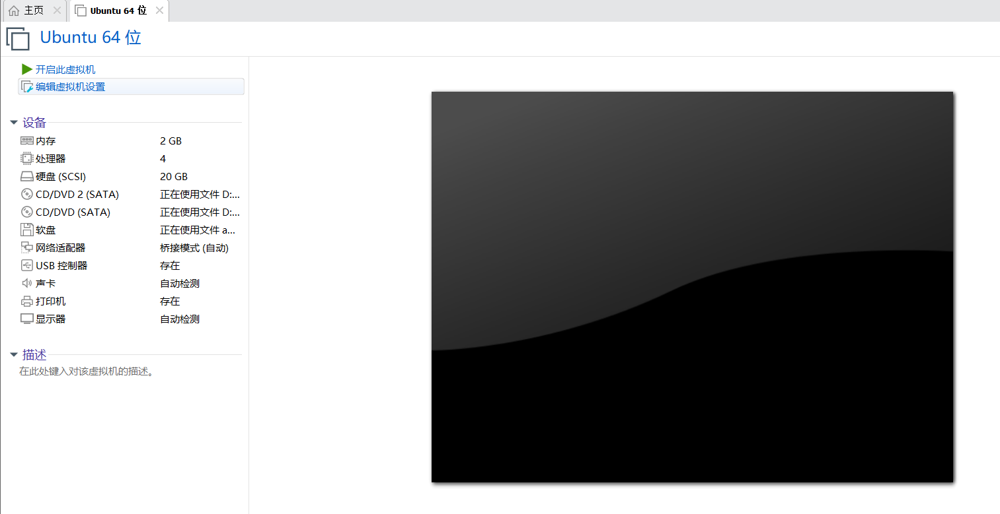 主页
Ubuntu 64 位
Ubuntu 64 位
开启此虚拟机
编辑虚拟机设置
设备
内存 2 GB
处理器 4
硬盘 (SCSI) 20 GB
CD/DVD 2 (SATA) 正在使用文件 D:...
CD/DVD (SATA) 正在使用文件 D:...
软盘 正在使用文件 a...
网络适配器 桥接模式 (自动)
USB 控制器 存在
声卡 自动检测
打印机 存在
显示器 自动检测
描述
在此处键入对该虚拟机的描述。